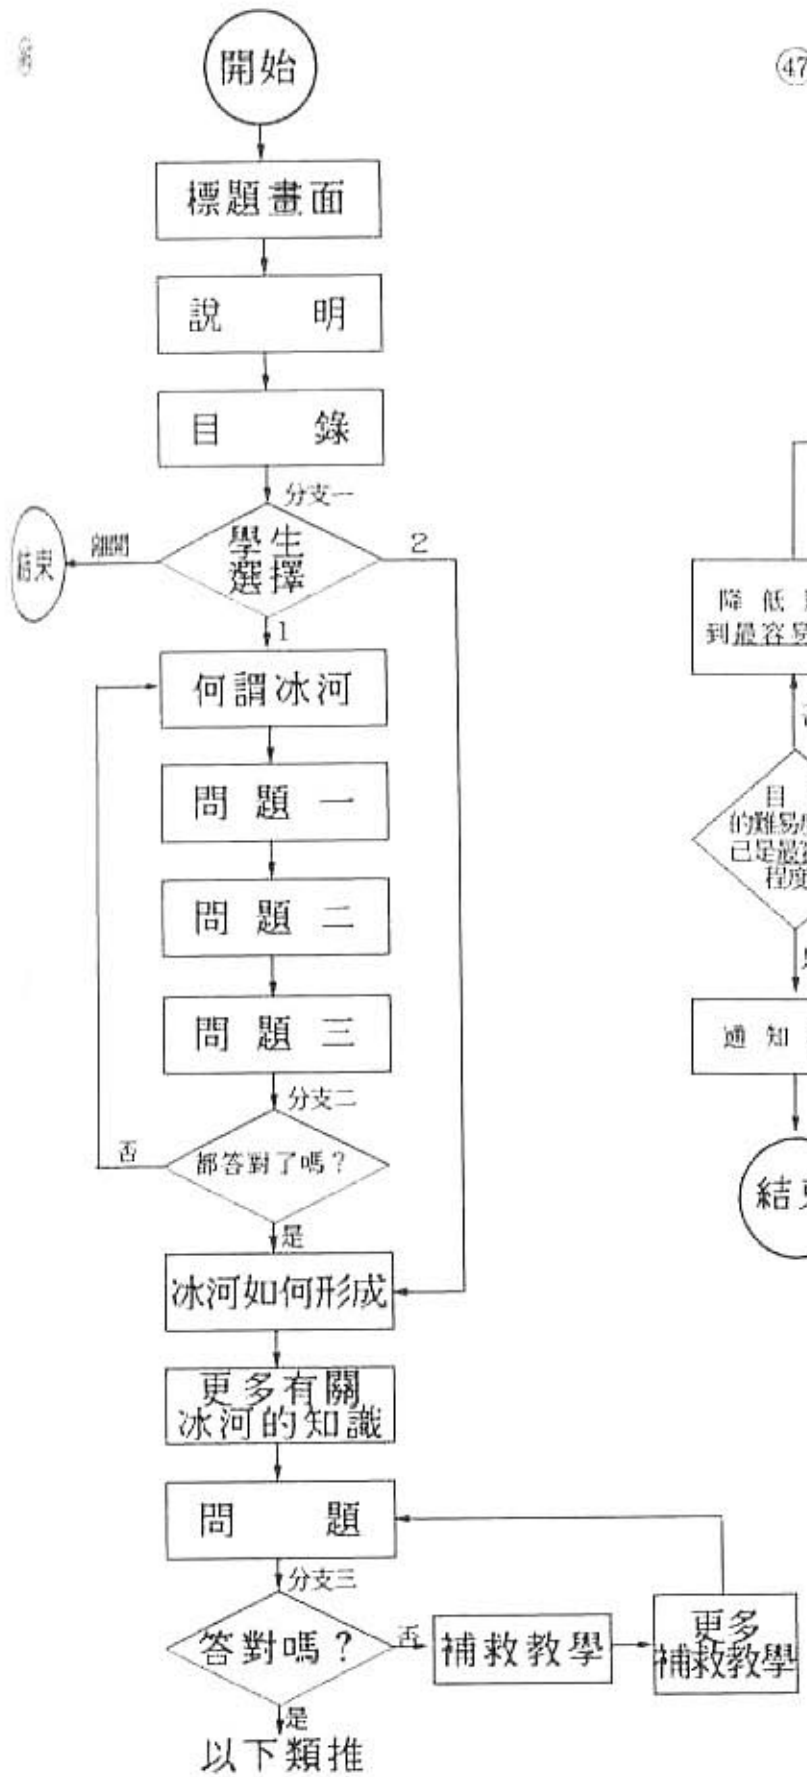 開始
標題畫面
說明
目錄
分支一
學生
選擇
離開
結束
2
1
何謂冰河
問題一
問題二
問題三
分支二
都答對了嗎？
否
是
冰河如何形成
更多有關
冰河的知識
問題
分支三
答對嗎？
否
補救教學
更多
補救教學
是
以下類推
47
降低
到最容易
目
的難易
已是最
程度
通知
結